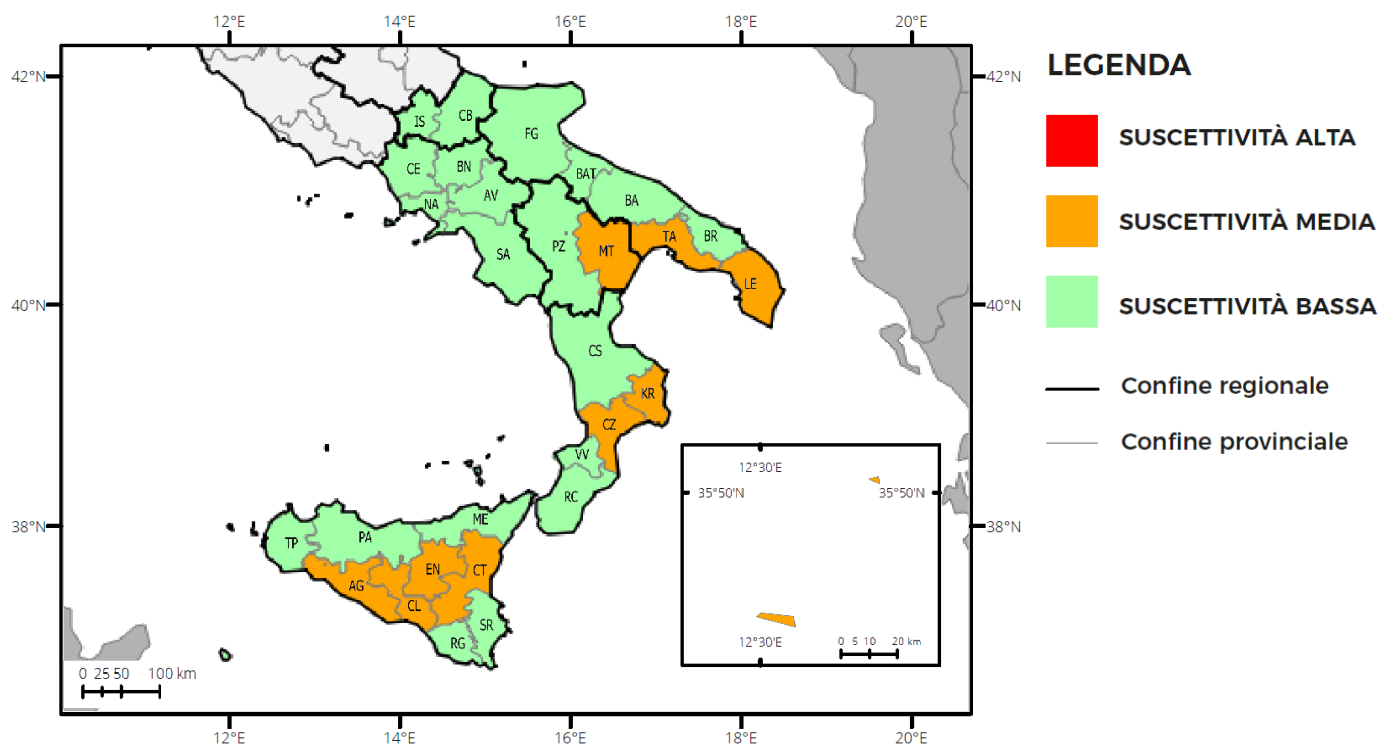 12°E 14°E 16°E 18°E 20°E
42°N 42°N
40°N 40°N
38°N 38°N
12°E 14°E 16°E 18°E 20°E
IS
CB
FG
CE
BN
BAT
AV
NA
BA
SA
PZ
MT
TA
BR
LE
CS
KR
CZ
VV
RC
ME
PA
TP
EN
CT
AG
CL
SR
RG
0 25 50 100 km
12°30'E
35°50'N 35°50'N
12°30'E
0 5 10 20 km
LEGENDA
SUSCETTIVITÀ ALTA
SUSCETTIVITÀ MEDIA
SUSCETTIVITÀ BASSA
Confine regionale
Confine provinciale